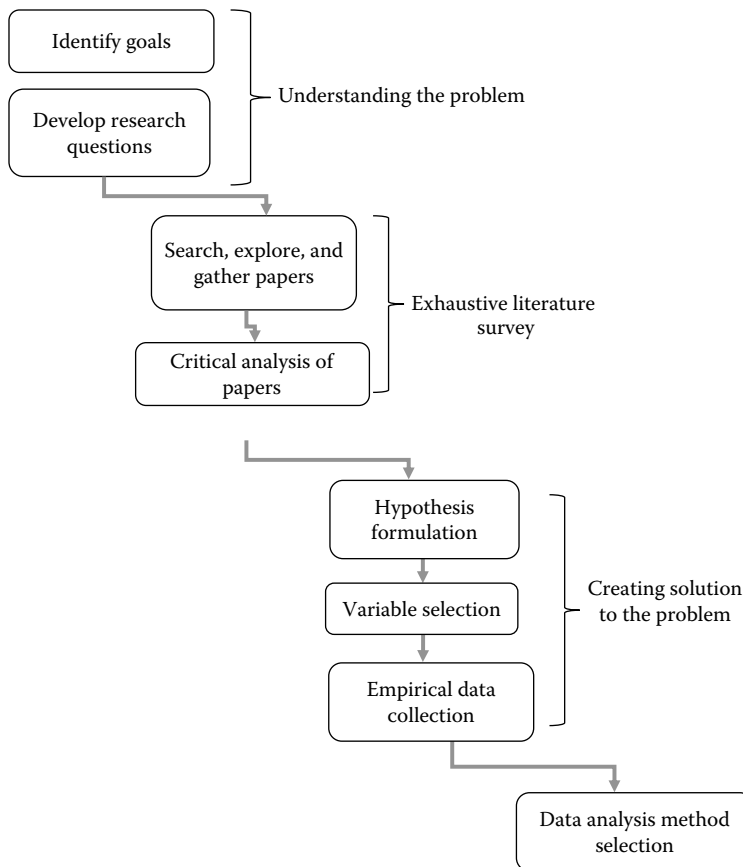 Identify goals
Understanding the problem
Develop research
questions
Search, explore, and
gather papers
Exhaustive literature
survey
Critical analysis of
papers
Hypothesis
formulation
Creating solution
to the problem
Variable selection
Empirical data
collection
Data analysis method
selection